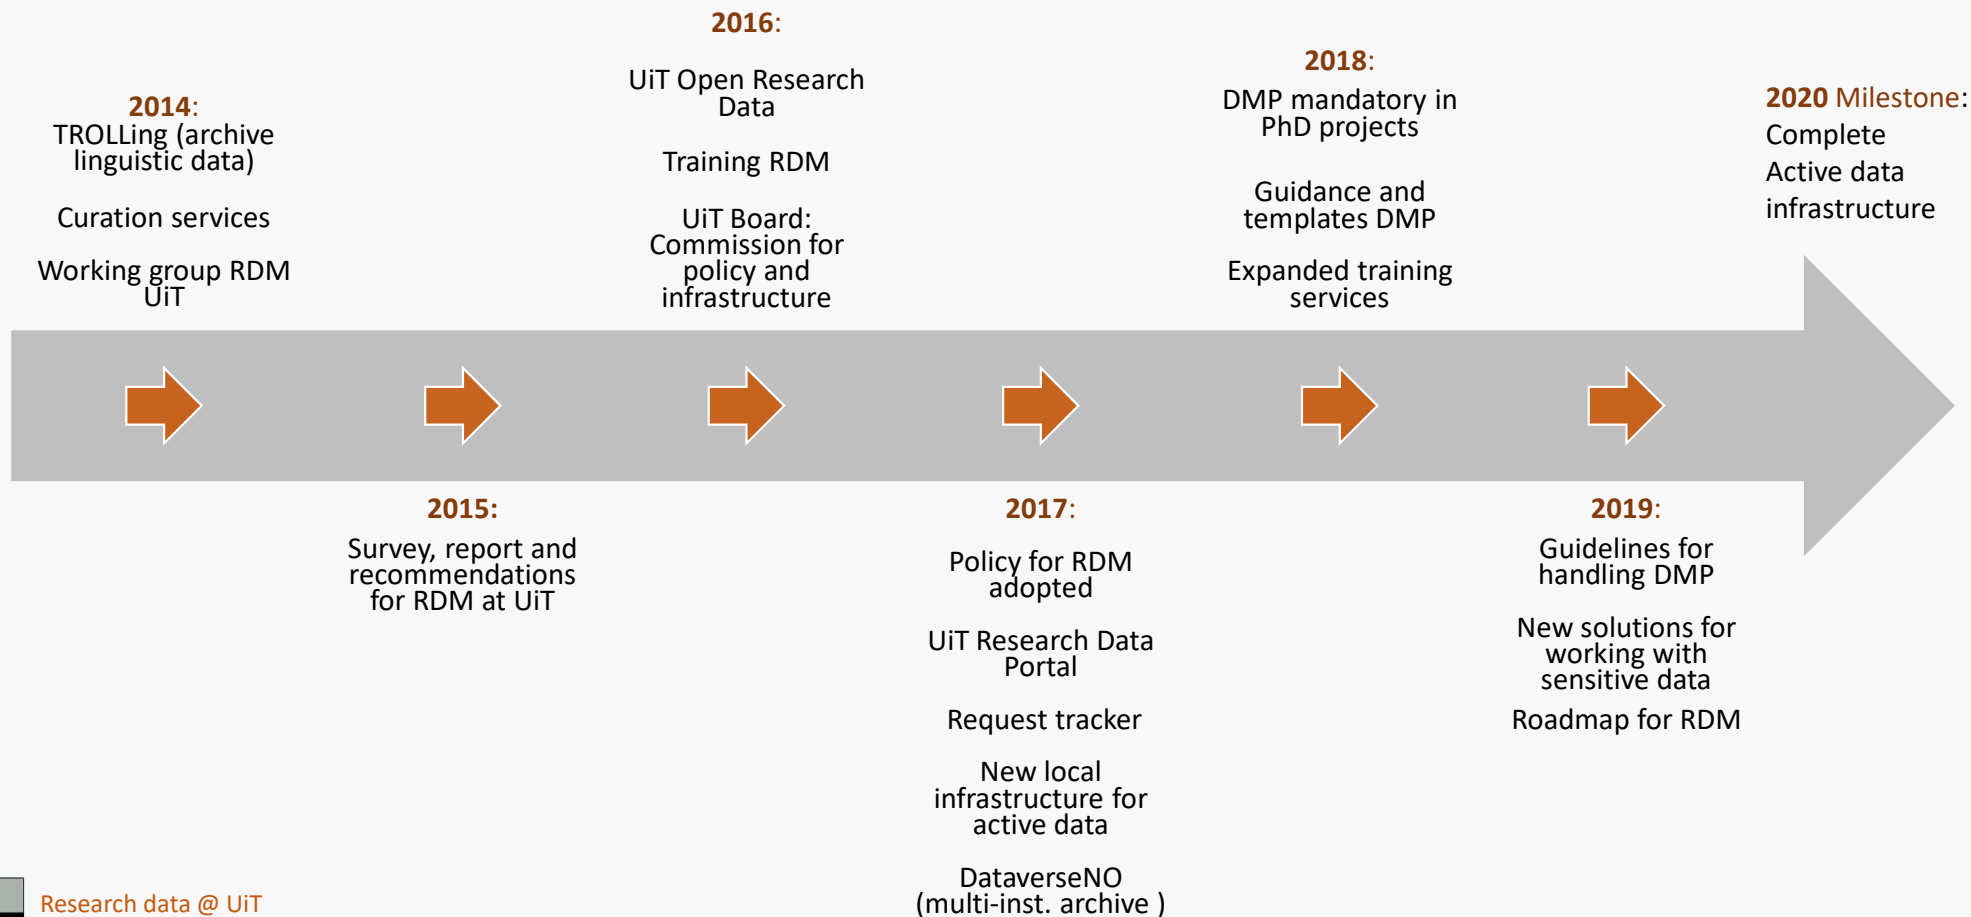 2014:
TROLLing (archive
linguistic data)
Curation services
Working group RDM
UiT
2015:
Survey, report and
recommendations
for RDM at UiT
2016:
UiT Open Research
Data
Training RDM
UiT Board:
Commission for
policy and
infrastructure
2017:
Policy for RDM
adopted
UiT Research Data
Portal
Request tracker
New local
infrastructure for
active data
DataverseNO
(multi-inst. archive )
2018:
DMP mandatory in
PhD projects
Guidance and
templates DMP
Expanded training
services
2019:
Guidelines for
handling DMP
New solutions for
working with
sensitive data
Roadmap for RDM
2020 Milestone:
Complete
Active data
infrastructure
Research data @ UiT